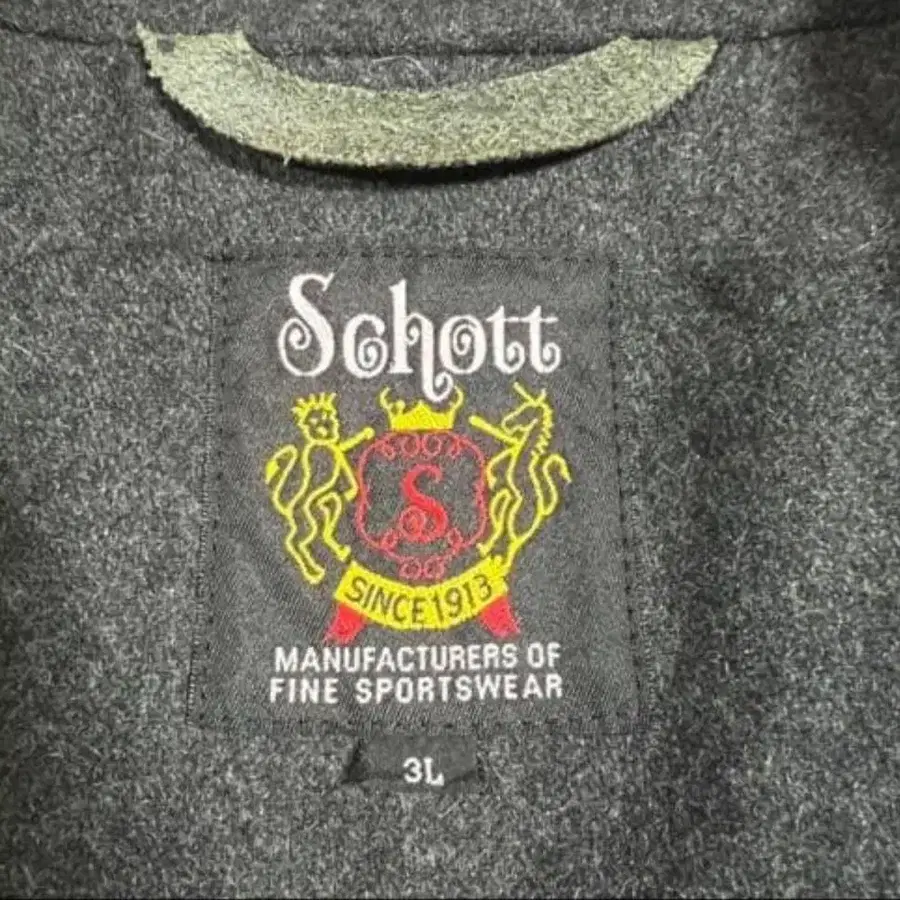 Schott
S
SINCE 1913
MANUFACTURERS OF
FINE SPORTSWEAR
3L